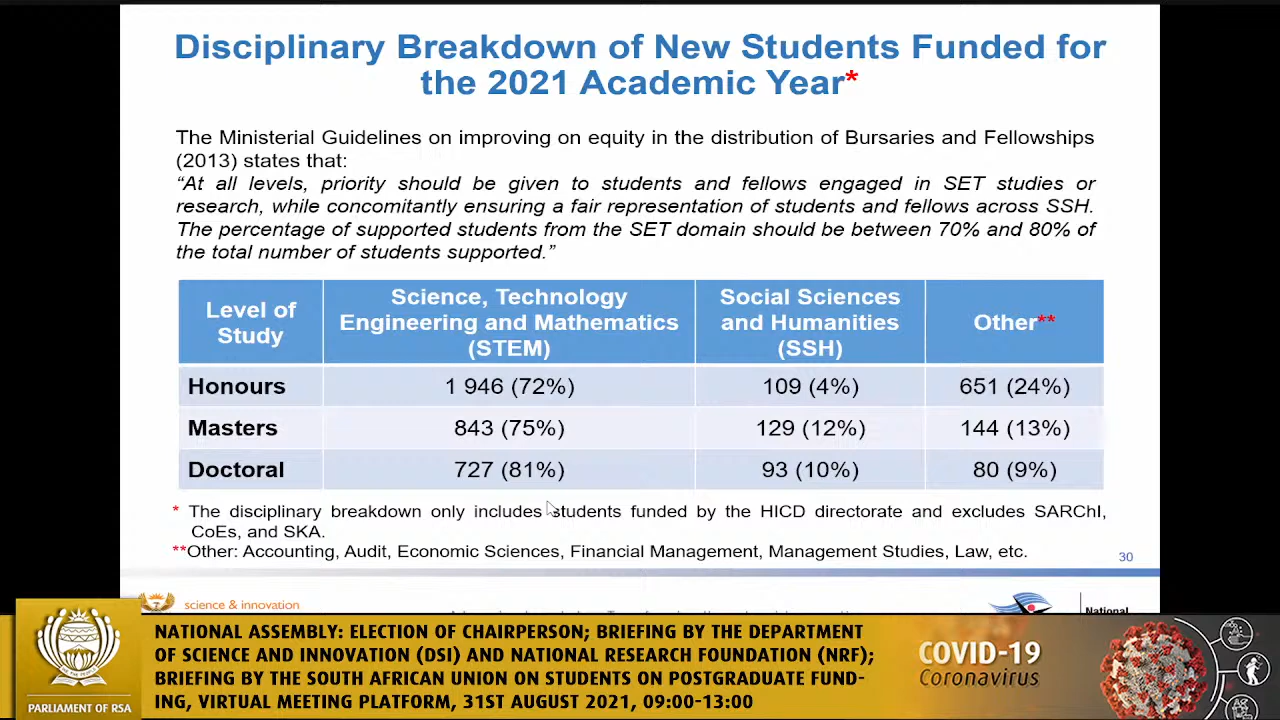 Disciplinary Breakdown of New Students Funded for
the 2021 Academic Year*
The Ministerial Guidelines on improving on equity in the distribution of Bursaries and Fellowships
(2013) states that:
“At all levels, priority should be given to students and fellows engaged in SET studies or
research, while concomitantly ensuring a fair representation of students and fellows across SSH.
The percentage of supported students from the SET domain should be between 70% and 80% of
the total number of students supported.”
Level of
Study
Science, Technology
Engineering and Mathematics
(STEM)
Social Sciences
and Humanities
(SSH)
Other**
Honours 1 946 (72%) 109 (4%) 651 (24%)
Masters 843 (75%) 129 (12%) 144 (13%)
Doctoral 727 (81%) 93 (10%) 80 (9%)
* The disciplinary breakdown only includes students funded by the HICD directorate and excludes SARChI,
CoEs, and SKA.
**Other: Accounting, Audit, Economic Sciences, Financial Management, Management Studies, Law, etc.
30
science & innovation
National
NATIONAL ASSEMBLY: ELECTION OF CHAIRPERSON; BRIEFING BY THE DEPARTMENT
OF SCIENCE AND INNOVATION (DSI) AND NATIONAL RESEARCH FOUNDATION (NRF);
BRIEFING BY THE SOUTH AFRICAN UNION ON STUDENTS ON POSTGRADUATE FUND-
ING, VIRTUAL MEETING PLATFORM, 31ST AUGUST 2021, 09:00-13:00
PARLIAMENT OF RSA
COVID-19
Coronavirus